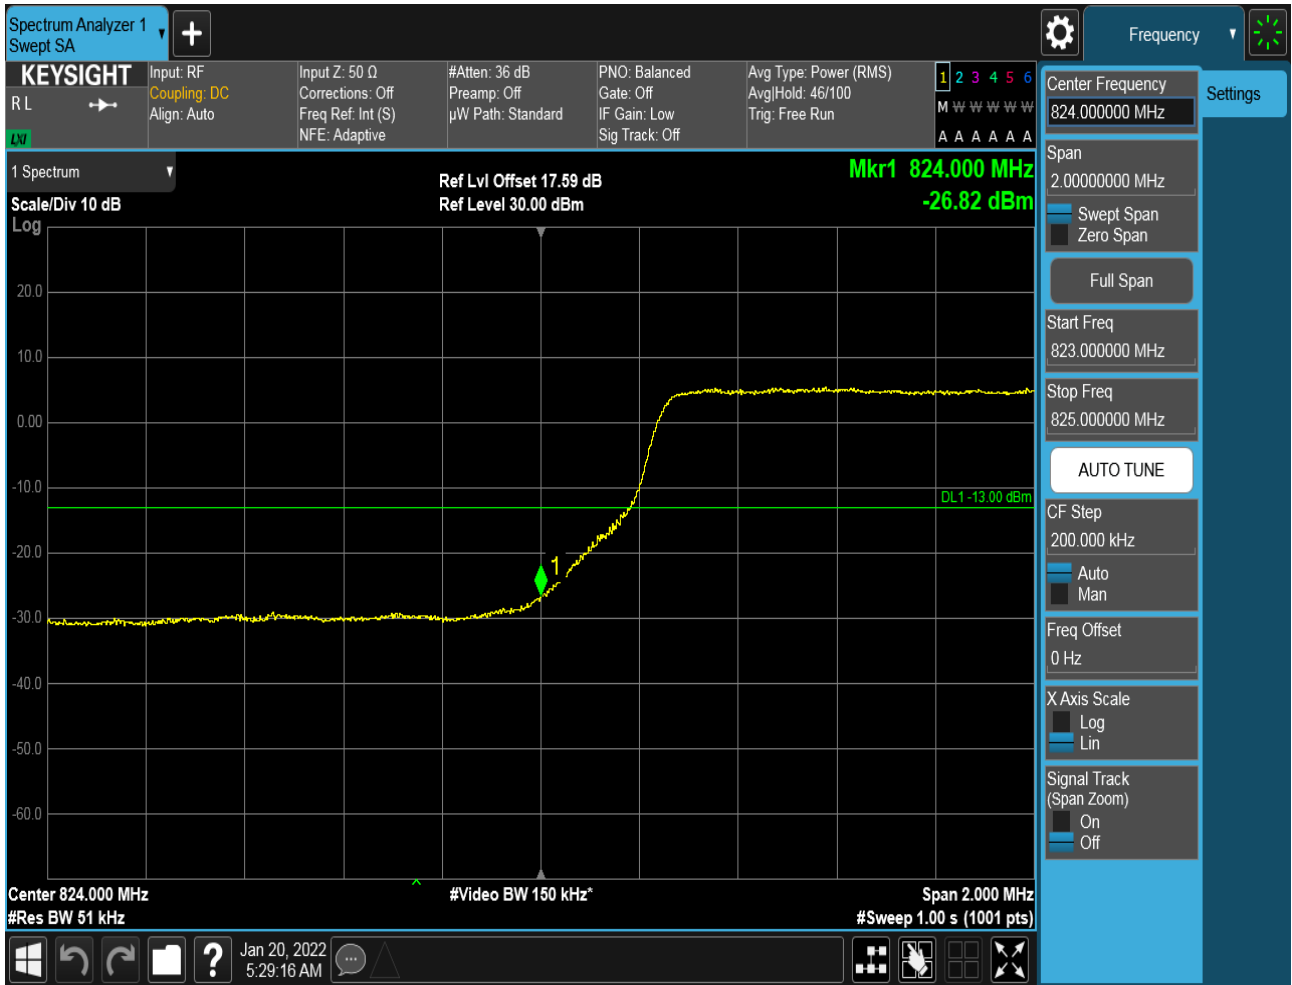 Spectrum Analyzer 1
Swept SA
+
Frequency
KEYSIGHT
R L
LXI
Input: RF
Coupling: DC
Align: Auto
Input Z: 50 Ω
Corrections: Off
Freq Ref: Int (S)
NFE: Adaptive
#Atten: 36 dB
Preamp: Off
µW Path: Standard
PNO: Balanced
Gate: Off
IF Gain: Low
Sig Track: Off
Avg Type: Power (RMS)
Avg|Hold: 46/100
Trig: Free Run
1 2 3 4 5 6
M W W W W W
A A A A A A
1 Spectrum
Scale/Div 10 dB
Log
Ref Lvl Offset 17.59 dB
Ref Level 30.00 dBm
Mkr1 824.000 MHz
-26.82 dBm
20.0
10.0
0.00
-10.0
DL1 -13.00 dBm
-20.0
1
-30.0
-40.0
-50.0
-60.0
Center 824.000 MHz
#Video BW 150 kHz*
Span 2.000 MHz
#Res BW 51 kHz
#Sweep 1.00 s (1001 pts)
?
Jan 20, 2022
5:29:16 AM
Center Frequency
824.000000 MHz
Settings
Span
2.00000000 MHz
Swept Span
Zero Span
Full Span
Start Freq
823.000000 MHz
Stop Freq
825.000000 MHz
AUTO TUNE
CF Step
200.000 kHz
Auto
Man
Freq Offset
0 Hz
X Axis Scale
Log
Lin
Signal Track
(Span Zoom)
On
Off